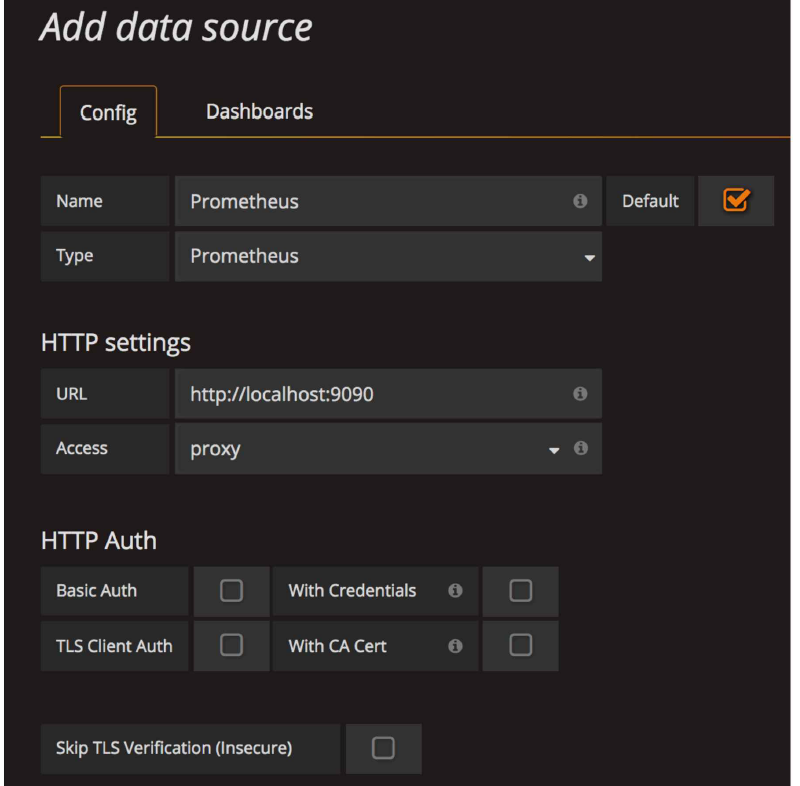 Add data source
Config Dashboards
Name Prometheus Default
Type Prometheus
HTTP settings
URL http://localhost:9090
Access proxy
HTTP Auth
Basic Auth With Credentials
TLS Client Auth With CA Cert
Skip TLS Verification (Insecure)